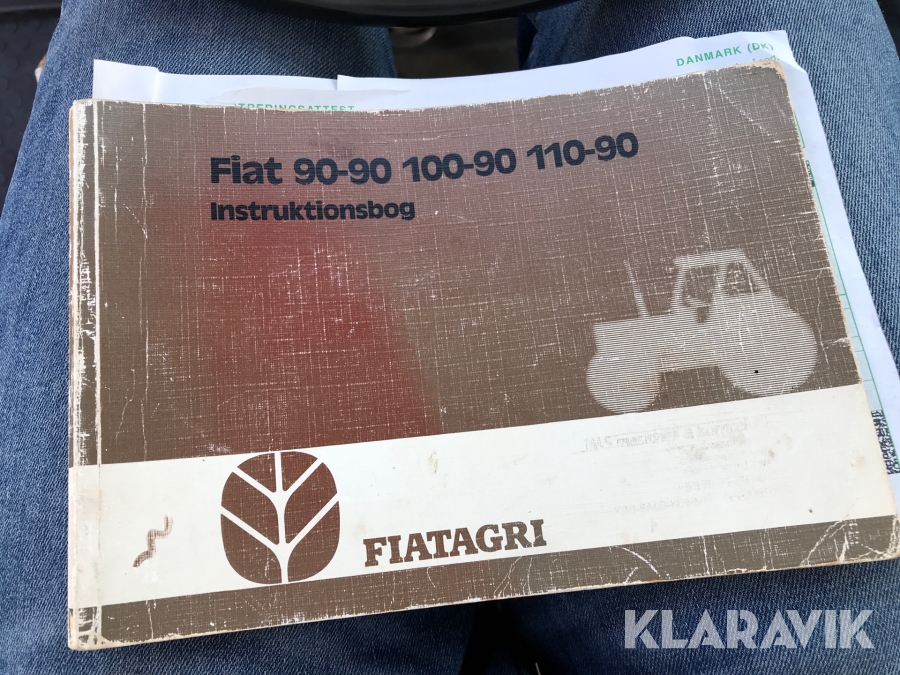 DANMARK (DK)
Fiat 90-90 100-90 110-90
Instruktionsbog
FIATAGRI
KLARAVIK